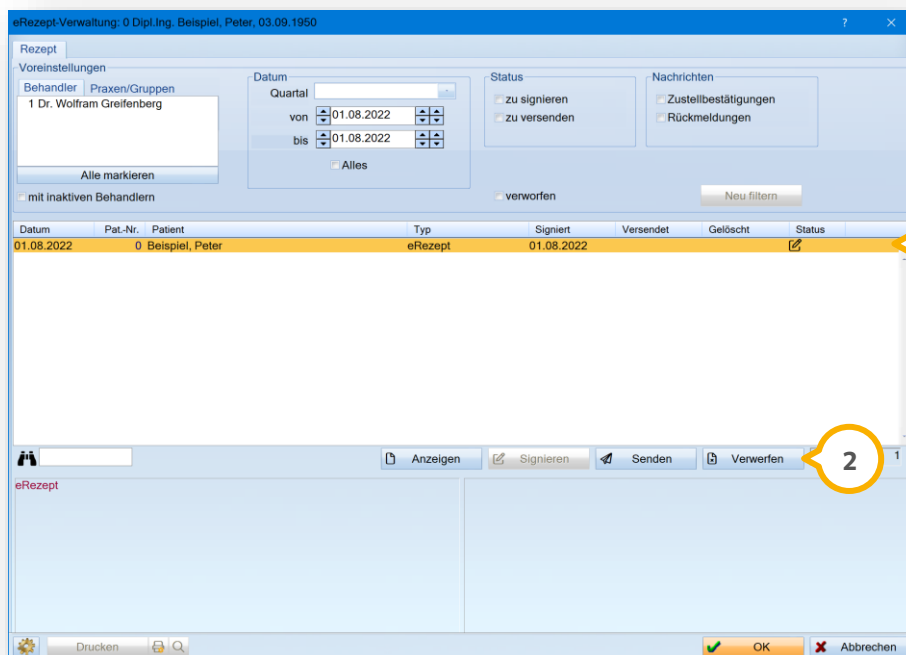 eRezept-Verwaltung: 0 Dipl.Ing. Beispiel, Peter, 03.09.1950 ?
Rezept
Voreinstellungen
Behandler Praxen/Gruppen
1 Dr. Wolfram Greifenberg
Alle markieren
mit inaktiven Behandlern
Datum
Quartal
von 01.08.2022
bis 01.08.2022
Alles
Status
zu signieren
zu versenden
verworfen
Nachrichten
Zustellbestätigungen
Rückmeldungen
Neu filtern
Datum Pat.-Nr. Patient Typ Signiert Versendet Gelöscht Status
01.08.2022 0 Beispiel, Peter eRezept 01.08.2022
Anzeigen Signieren Senden Verwerfen 2 1
eRezept
Drucken OK Abbrechen